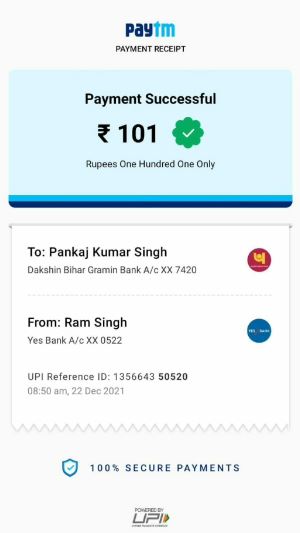 paytm
PAYMENT RECEIPT
Payment Successful
₹ 101
Rupees One Hundred One Only
To: Pankaj Kumar Singh
Dakshin Bihar Gramin Bank A/c XX 7420
From: Ram Singh
Yes Bank A/c XX 0522
YES BANK
UPI Reference ID: 1356643 50520
08:50 am, 22 Dec 2021
100% SECURE PAYMENTS
POWERED BY
UPI